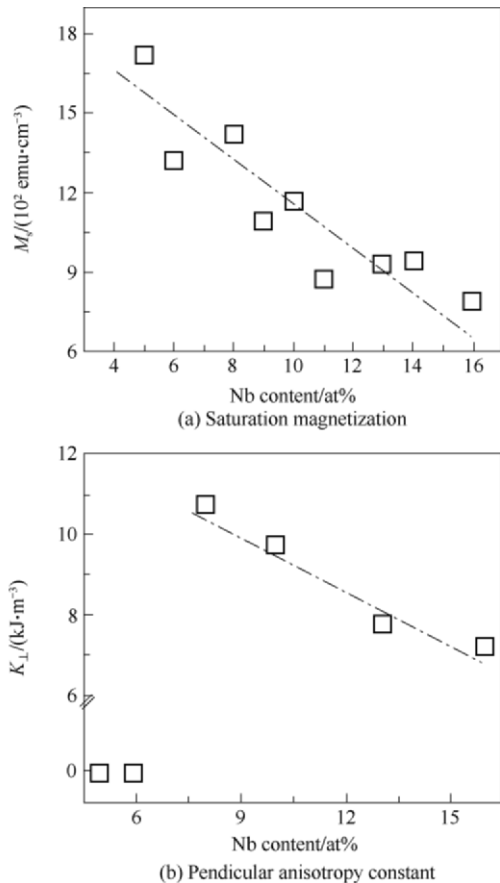 18
15
12
9
6
Ms/(10² emu·cm⁻³)
4 6 8 10 12 14 16
Nb content/at%
(a) Saturation magnetization
12
10
8
6
0
K⊥/(kJ·m⁻³)
6 9 12 15
Nb content/at%
(b) Pendicular anisotropy constant